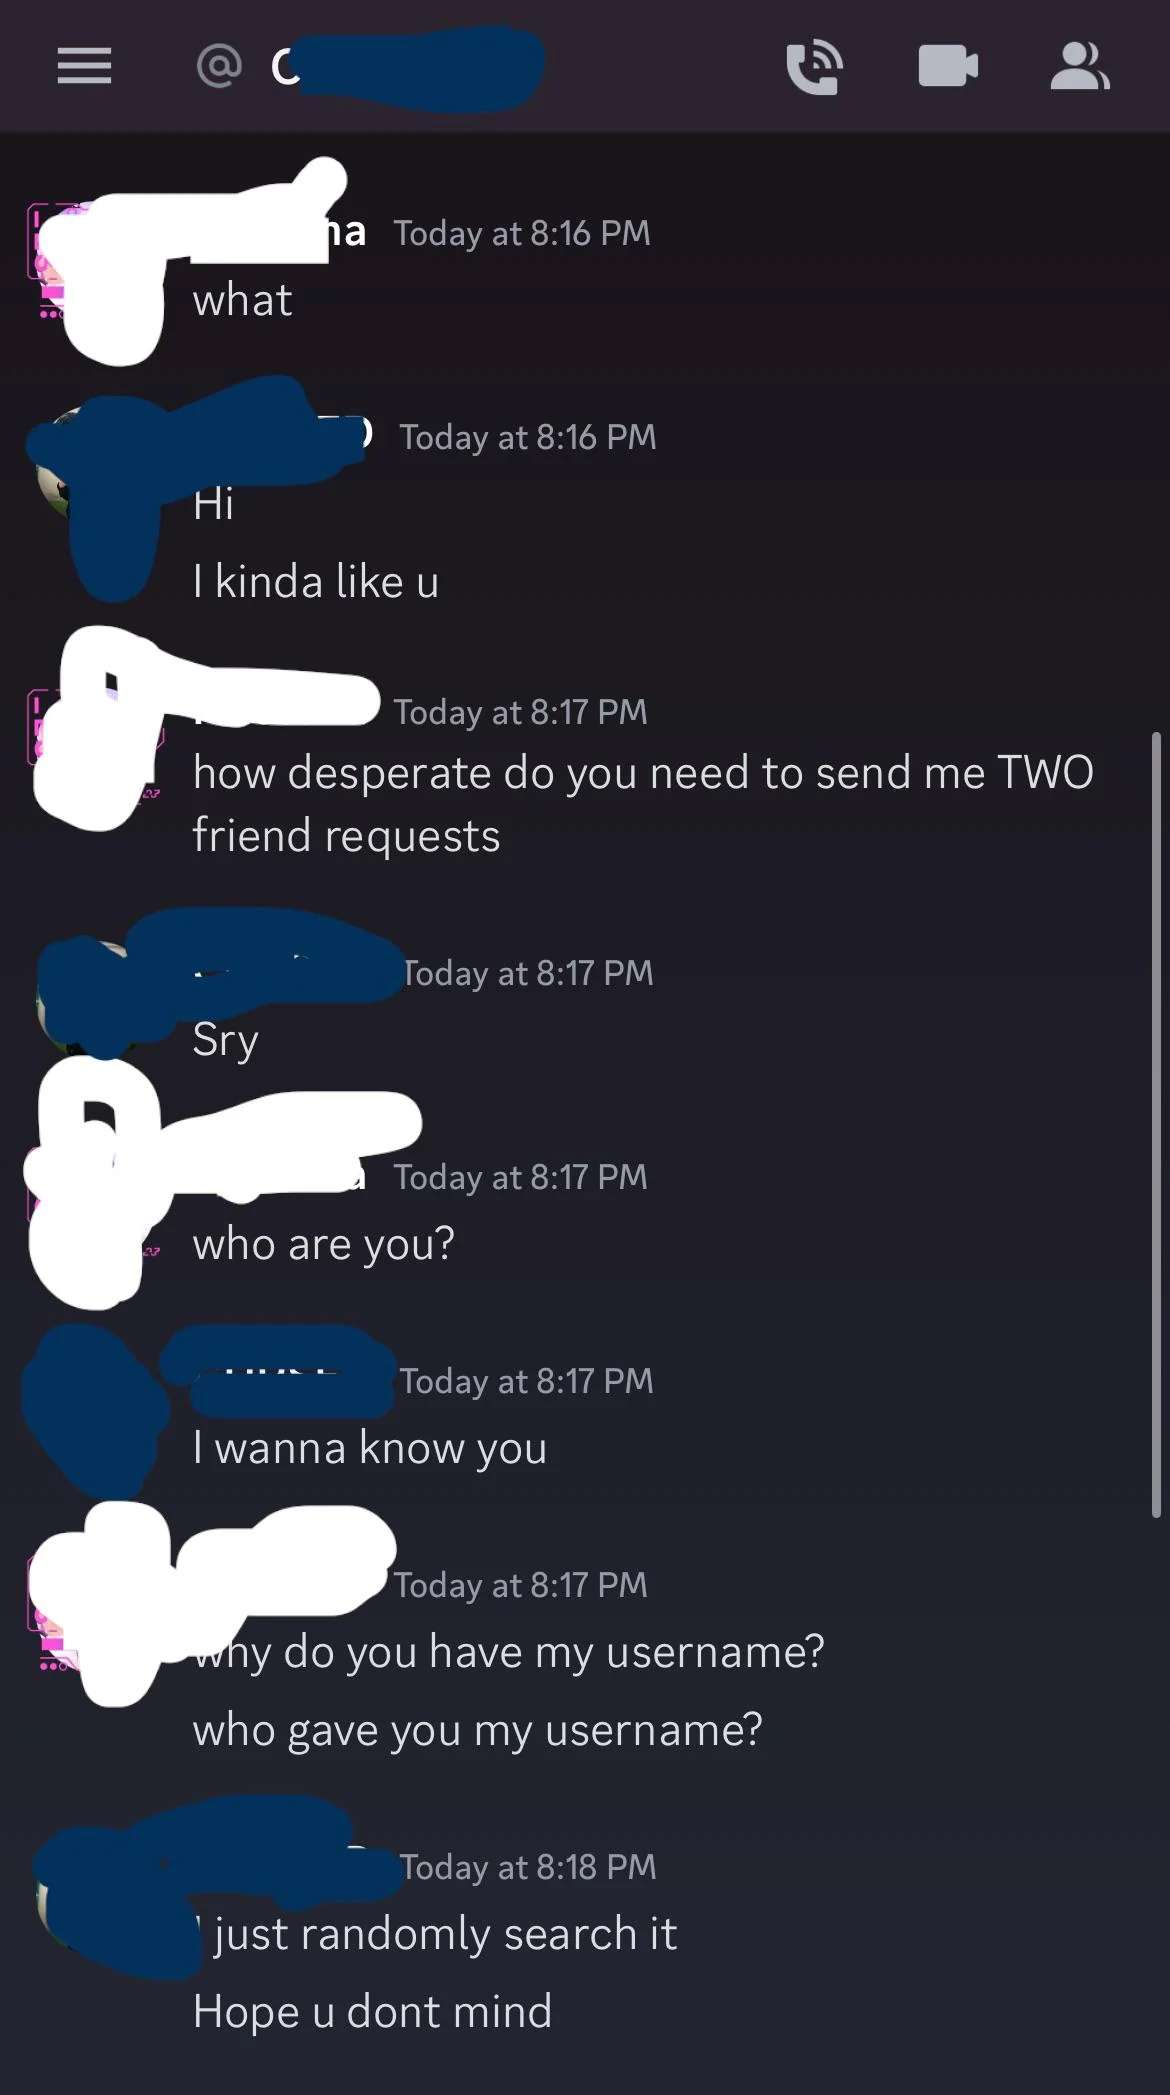 @
Today at 8:16 PM
what
Today at 8:16 PM
Hi
I kinda like u
Today at 8:17 PM
how desperate do you need to send me TWO
friend requests
Today at 8:17 PM
Sry
Today at 8:17 PM
who are you?
Today at 8:17 PM
I wanna know you
Today at 8:17 PM
why do you have my username?
who gave you my username?
Today at 8:18 PM
I just randomly search it
Hope u dont mind